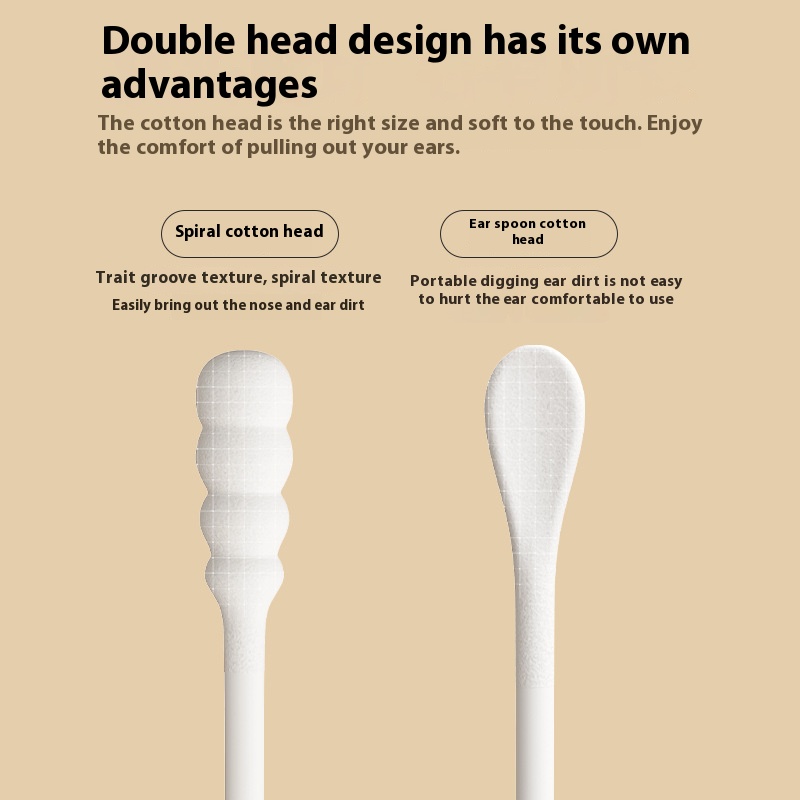 Double head design has its own
advantages
The cotton head is the right size and soft to the touch. Enjoy
the comfort of pulling out your ears.
Spiral cotton head
Ear spoon cotton
head
Trait groove texture, spiral texture
Easily bring out the nose and ear dirt
Portable digging ear dirt is not easy
to hurt the ear comfortable to use